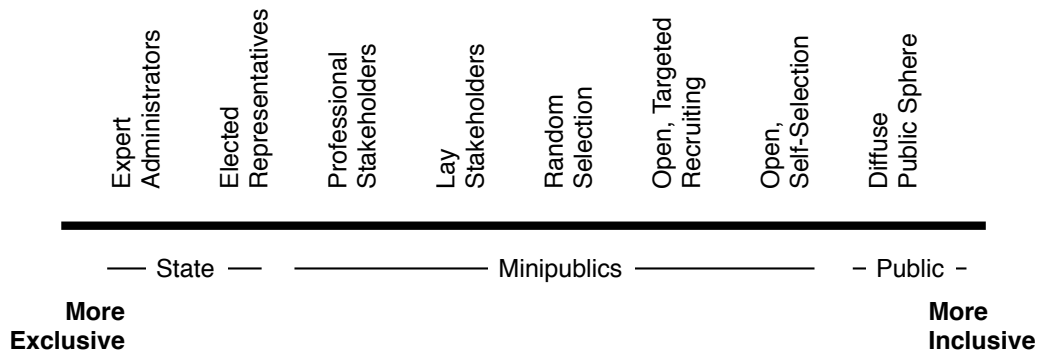 Expert
Administrators
Elected
Representatives
Professional
Stakeholders
Lay
Stakeholders
Random
Selection
Open, Targeted
Recruiting
Open,
Self-Selection
Diffuse
Public Sphere
State
Minipublics
Public
More
Exclusive
More
Inclusive